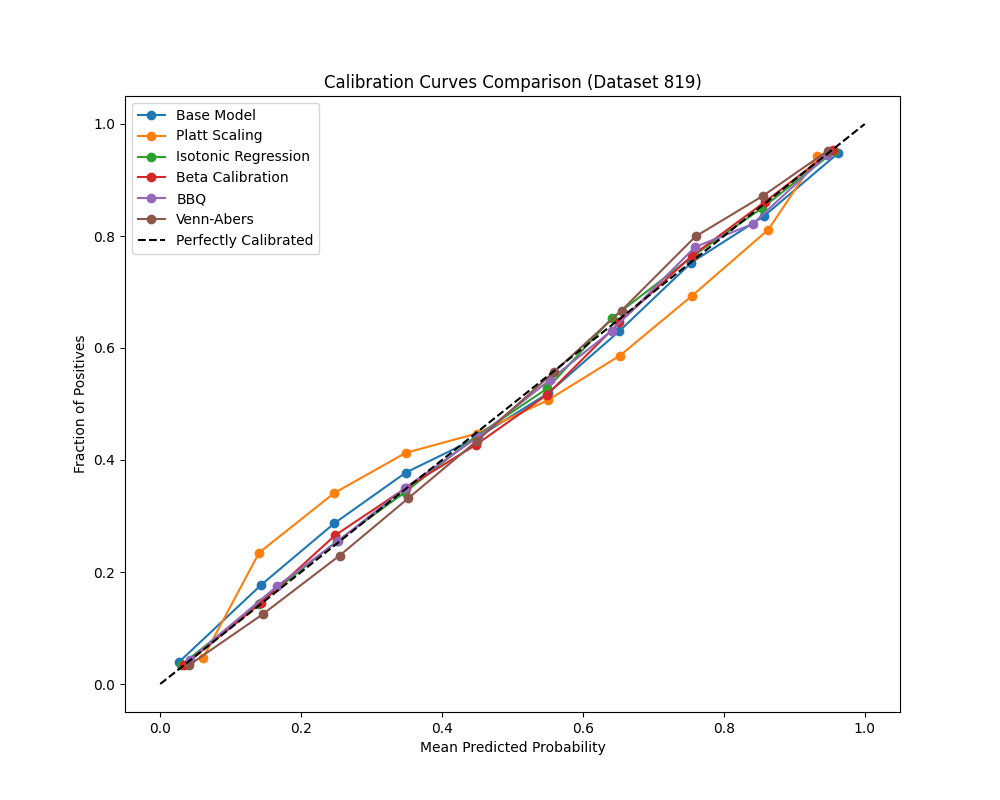 Calibration Curves Comparison (Dataset 819)
Base Model
Platt Scaling
Isotonic Regression
Beta Calibration
BBQ
Venn-Abers
Perfectly Calibrated
1.0
0.8
0.6
0.4
0.2
0.0
Fraction of Positives
0.0 0.2 0.4 0.6 0.8 1.0
Mean Predicted Probability